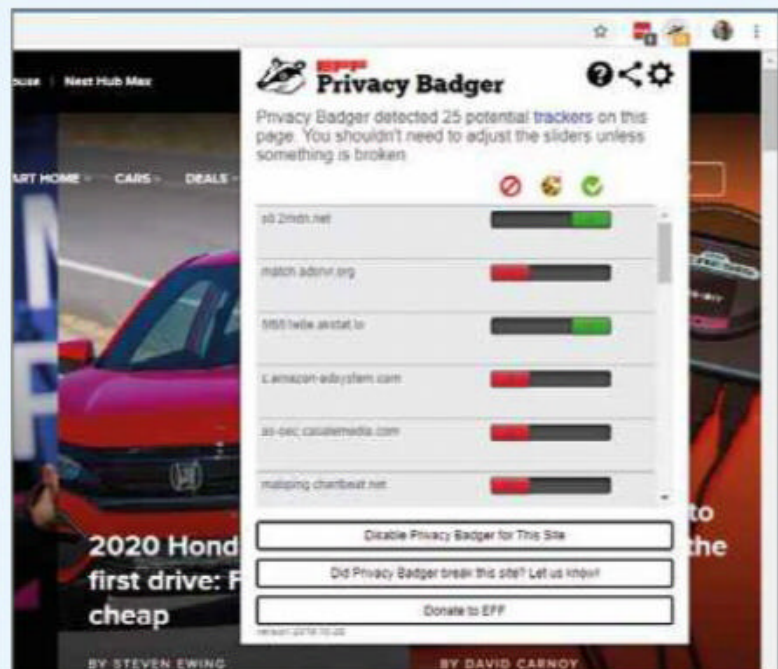 Nest Hub Max
EFF
Privacy Badger
Privacy Badger detected 25 potential trackers on this
page. You shouldn't need to adjust the sliders unless
something is broken
ART HOME
CARS
DEALS
s0.2mdn.net
match.adsrvr.org
akstat.io
s.amazon-adsystem.com
as-sec.casalemedia.com
chartbeat.net
Disable Privacy Badger for This Site
Did Privacy Badger break this site? Let us know!
Donate to EFF
2020 Hond
first drive: F
cheap
to
the
BY STEVEN EWING
BY DAVID CARNOY